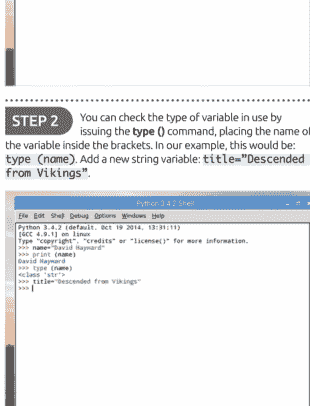 STEP 2
You can check the type of variable in use by
issuing the type () command, placing the name of
the variable inside the brackets. In our example, this would be:
type (name). Add a new string variable: title="Descended
from Vikings".
Python 3.4.2 Shell
File Edit Shell Debug Options Windows Help
Python 3.4.2 (default, Oct 19 2014, 13:31:11)
[GCC 4.9.1] on linux
Type "copyright", "credits" or "license()" for more information.
>>> name="David Hayward"
>>> print (name)
David Hayward
>>> type (name)
<class 'str'>
>>> title="Descended from Vikings"
>>>